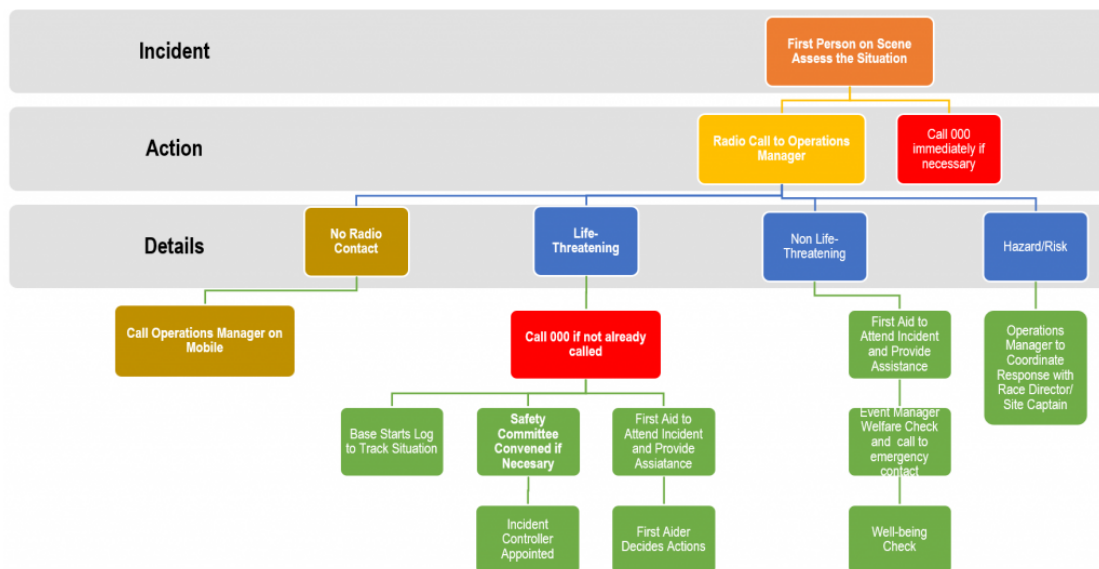 Incident
First Person on Scene
Assess the Situation
Action
Radio Call to Operations
Manager
Call 000
immediately if
necessary
Details
No Radio
Contact
Life-
Threatening
Non Life-
Threatening
Hazard/Risk
Call Operations Manager on
Mobile
Call 000 if not already
called
First Aid to
Attend Incident
and Provide
Assistance
Operations
Manager to
Coordinate
Response with
Race Director/
Site Captain
Base Starts Log
to Track Situation
Safety
Committee
Convened if
Necesary
First Aid to
Attend Incident
and Provide
Assiatance
Event Manager
Welfare Check
and call to
emergency
contact
Incident
Controller
Appointed
First Aider
Decides Actions
Well-being
Check